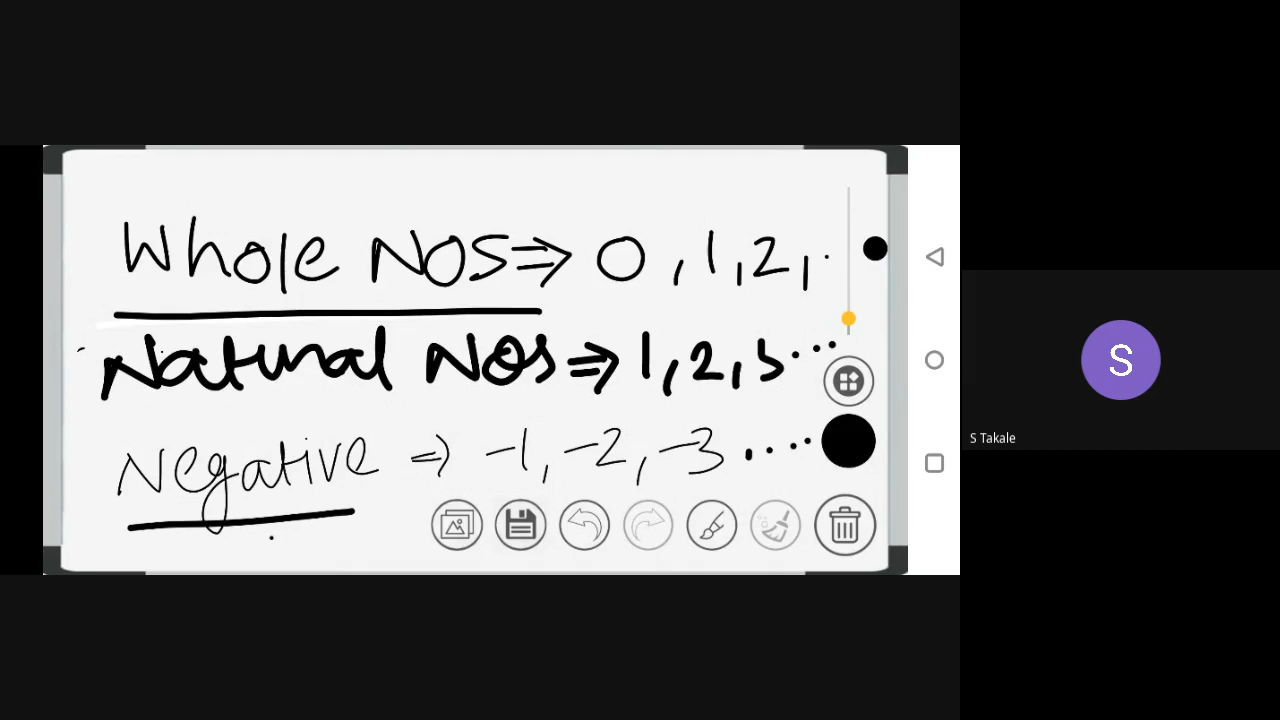 Whole NOS ⇒ 0, 1, 2, .
Natural NOS ⇒ 1, 2, 3 ...
Negative ⇒ -1, -2, -3 ....
S
S Takale